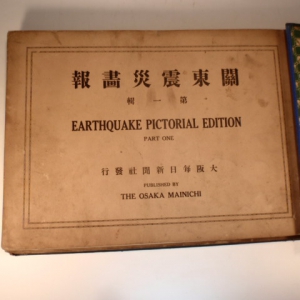 關東震災畫報
第一輯
EARTHQUAKE PICTORIAL EDITION
PART ONE
大阪每日新聞社發行
PUBLISHED BY
THE OSAKA MAINICHI